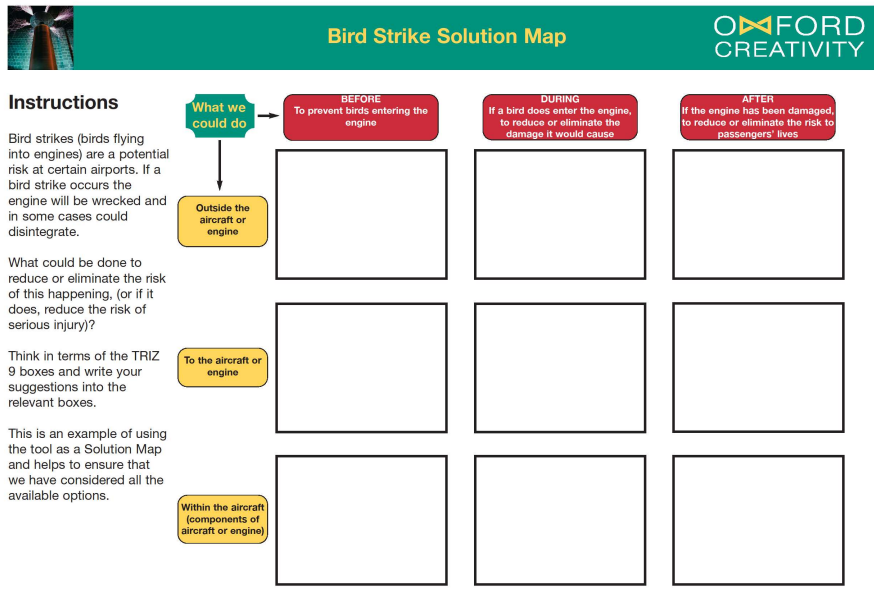 Bird Strike Solution Map
OXFORD
CREATIVITY
Instructions
Bird strikes (birds flying
into engines) are a potential
risk at certain airports. If a
bird strike occurs the
engine will be wrecked and
in some cases could
disintegrate.
What could be done to
reduce or eliminate the risk
of this happening, (or if it
does, reduce the risk of
serious injury)?
Think in terms of the TRIZ
9 boxes and write your
suggestions into the
relevant boxes.
This is an example of using
the tool as a Solution Map
and helps to ensure that
we have considered all the
available options.
What we
could do
BEFORE
To prevent birds entering the
engine
DURING
If a bird does enter the engine,
to reduce or eliminate the
damage it would cause
AFTER
If the engine has been damaged,
to reduce or eliminate the risk to
passengers' lives
Outside the
aircraft or
engine
To the aircraft or
engine
Within the aircraft
(components of
aircraft or engine)